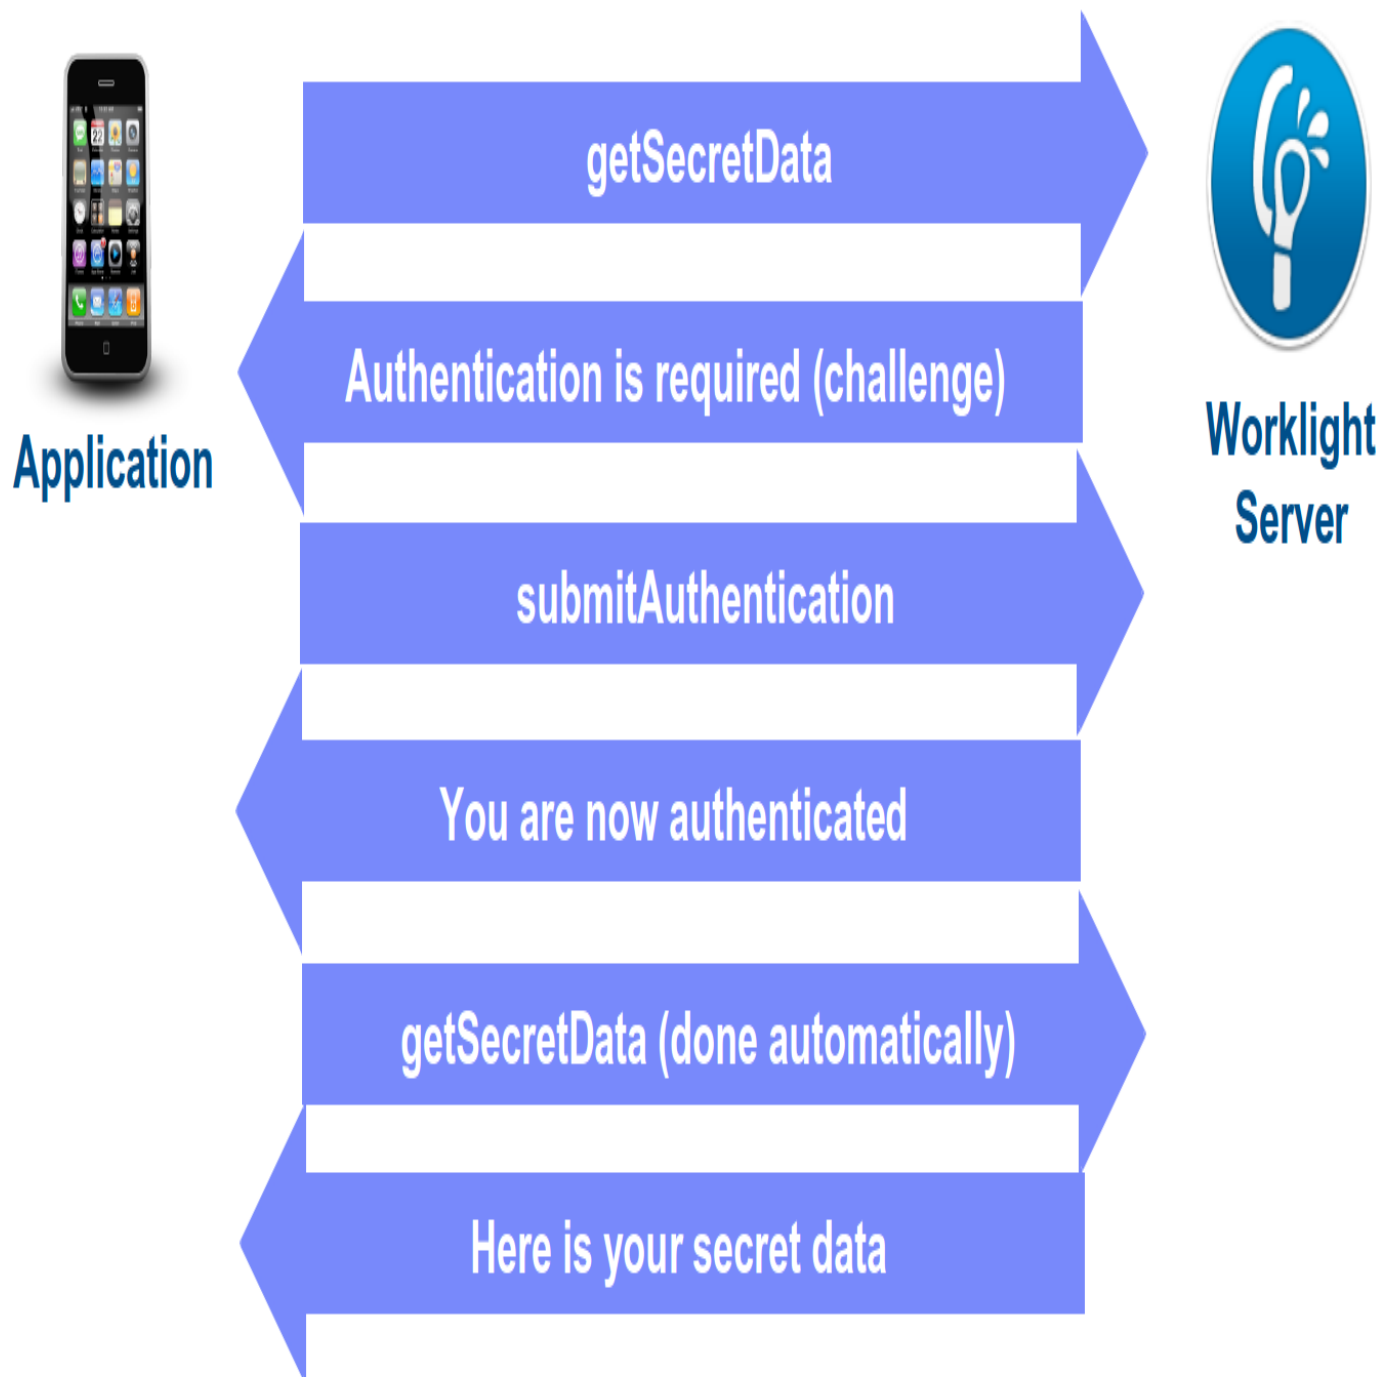 getSecretData
Authentication is required (challenge)
Application
Worklight
Server
submitAuthentication
You are now authenticated
getSecretData (done automatically)
Here is your secret data